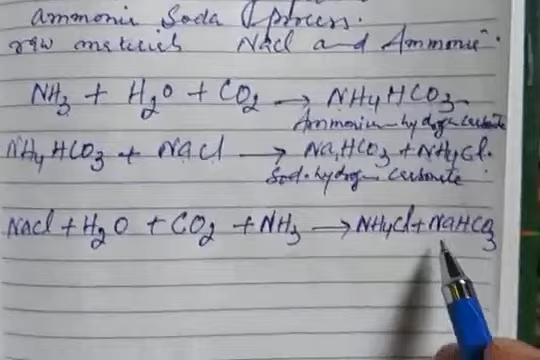 ammonia Soda Process.
raw materials NaCl and Ammonia.
NH3 + H2O + CO2 → NH4HCO3
Ammonium hydrogen carbonate
NH4HCO3 + NaCl → NaHCO3 + NH4Cl.
Sod. hydrogen carbonate
NaCl + H2O + CO2 + NH3 → NH4Cl + NaHCO3